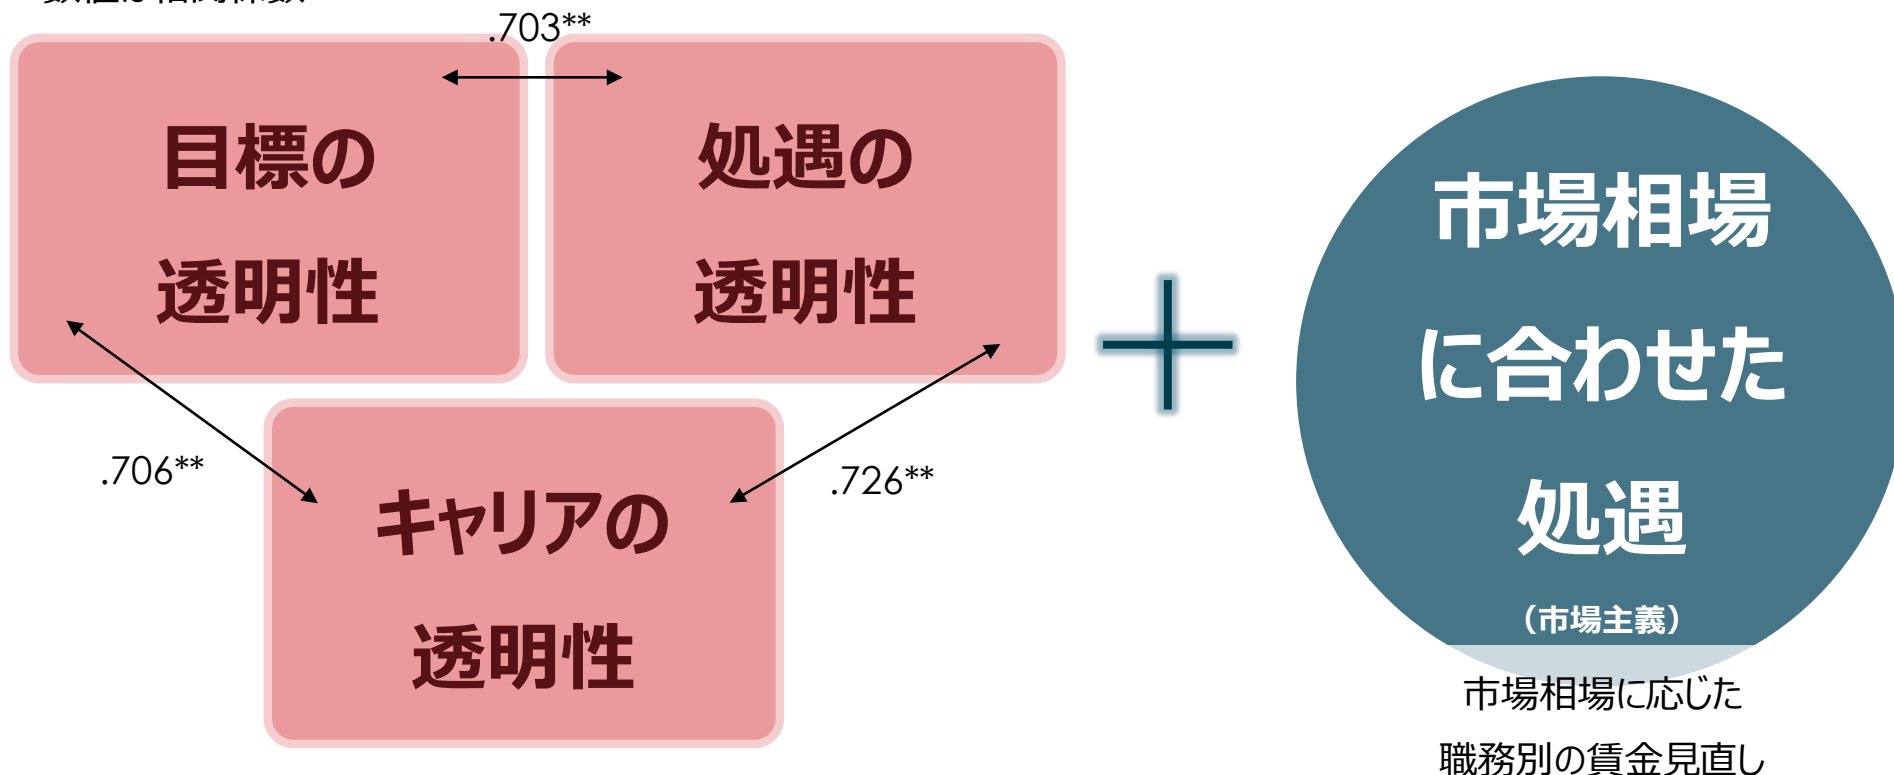 .703**
目標の
透明性
処遇の
透明性
.706**
.726**
キャリアの
透明性
市場相場
に合わせた
処遇
（市場主義）
市場相場に応じた
職務別の賃金見直し